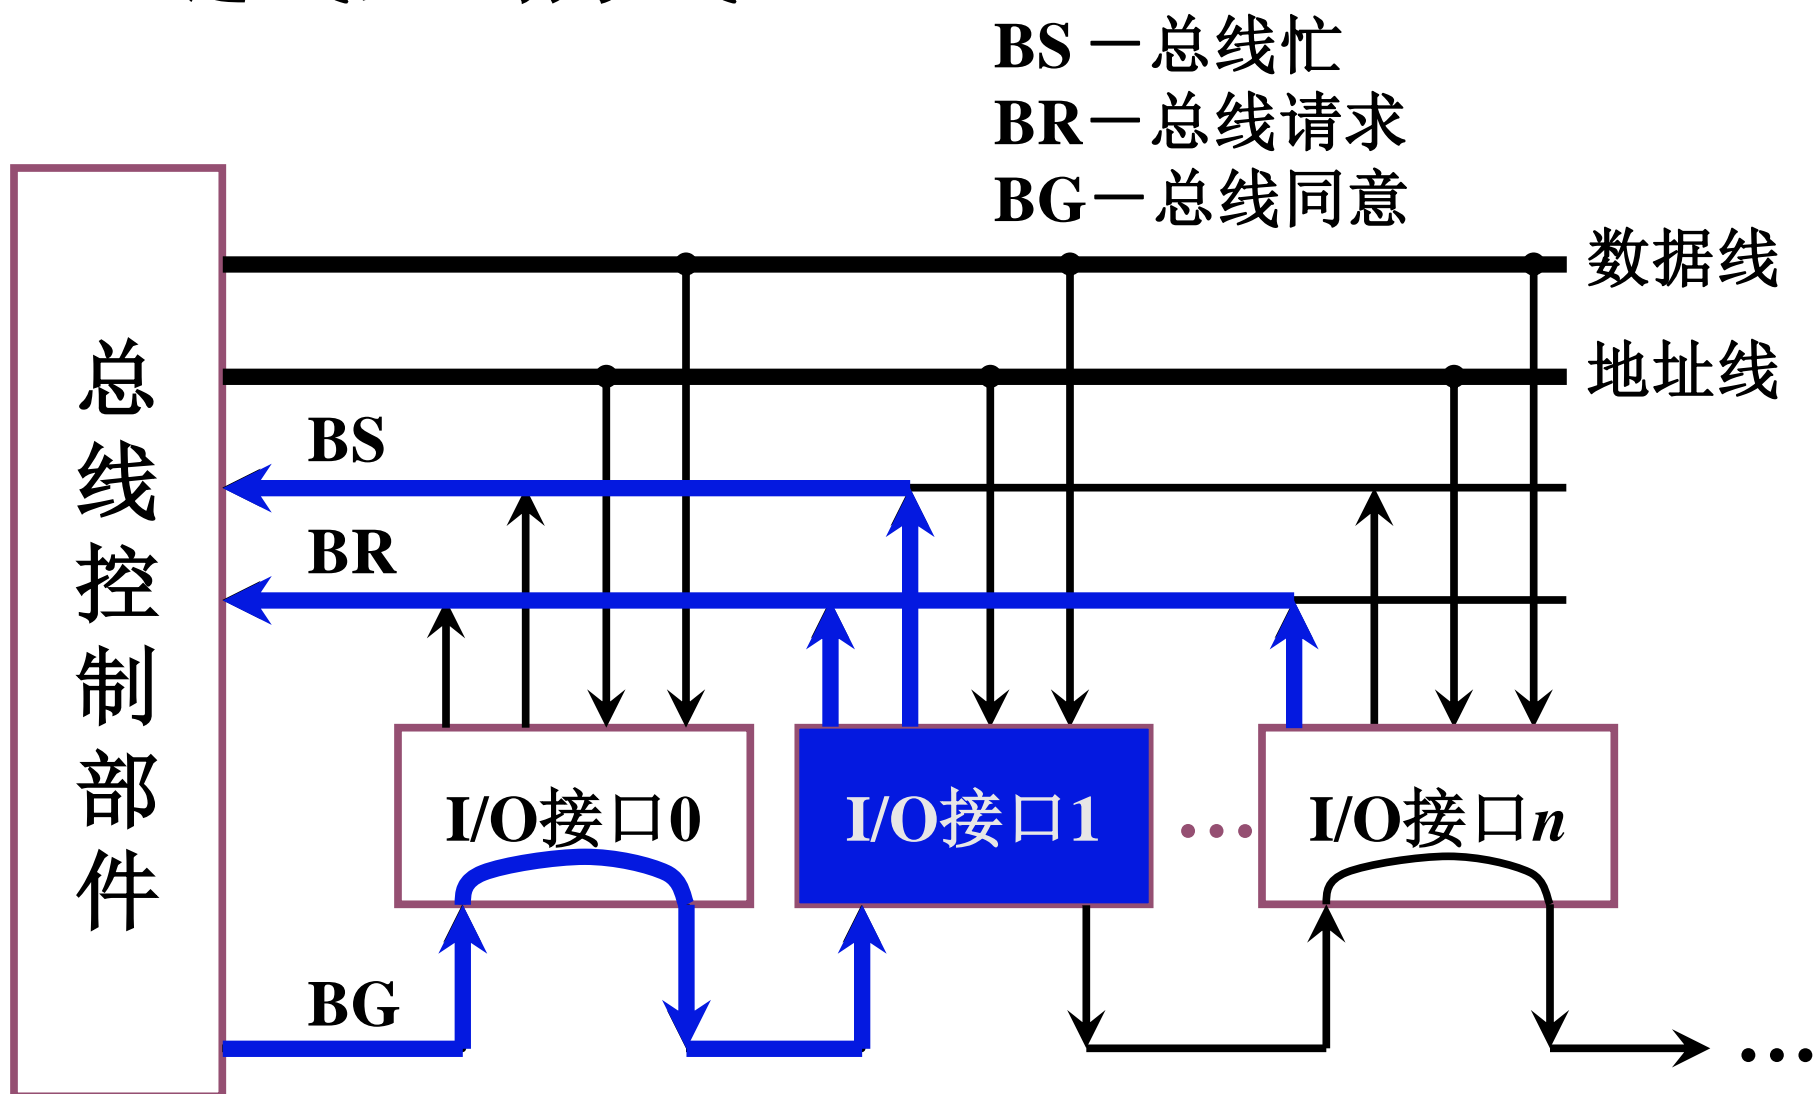 BS－总线忙
BR－总线请求
BG－总线同意
数据线
地址线
总线控制部件
BS
BR
I/O接口0
I/O接口1
…
I/O接口n
BG
…